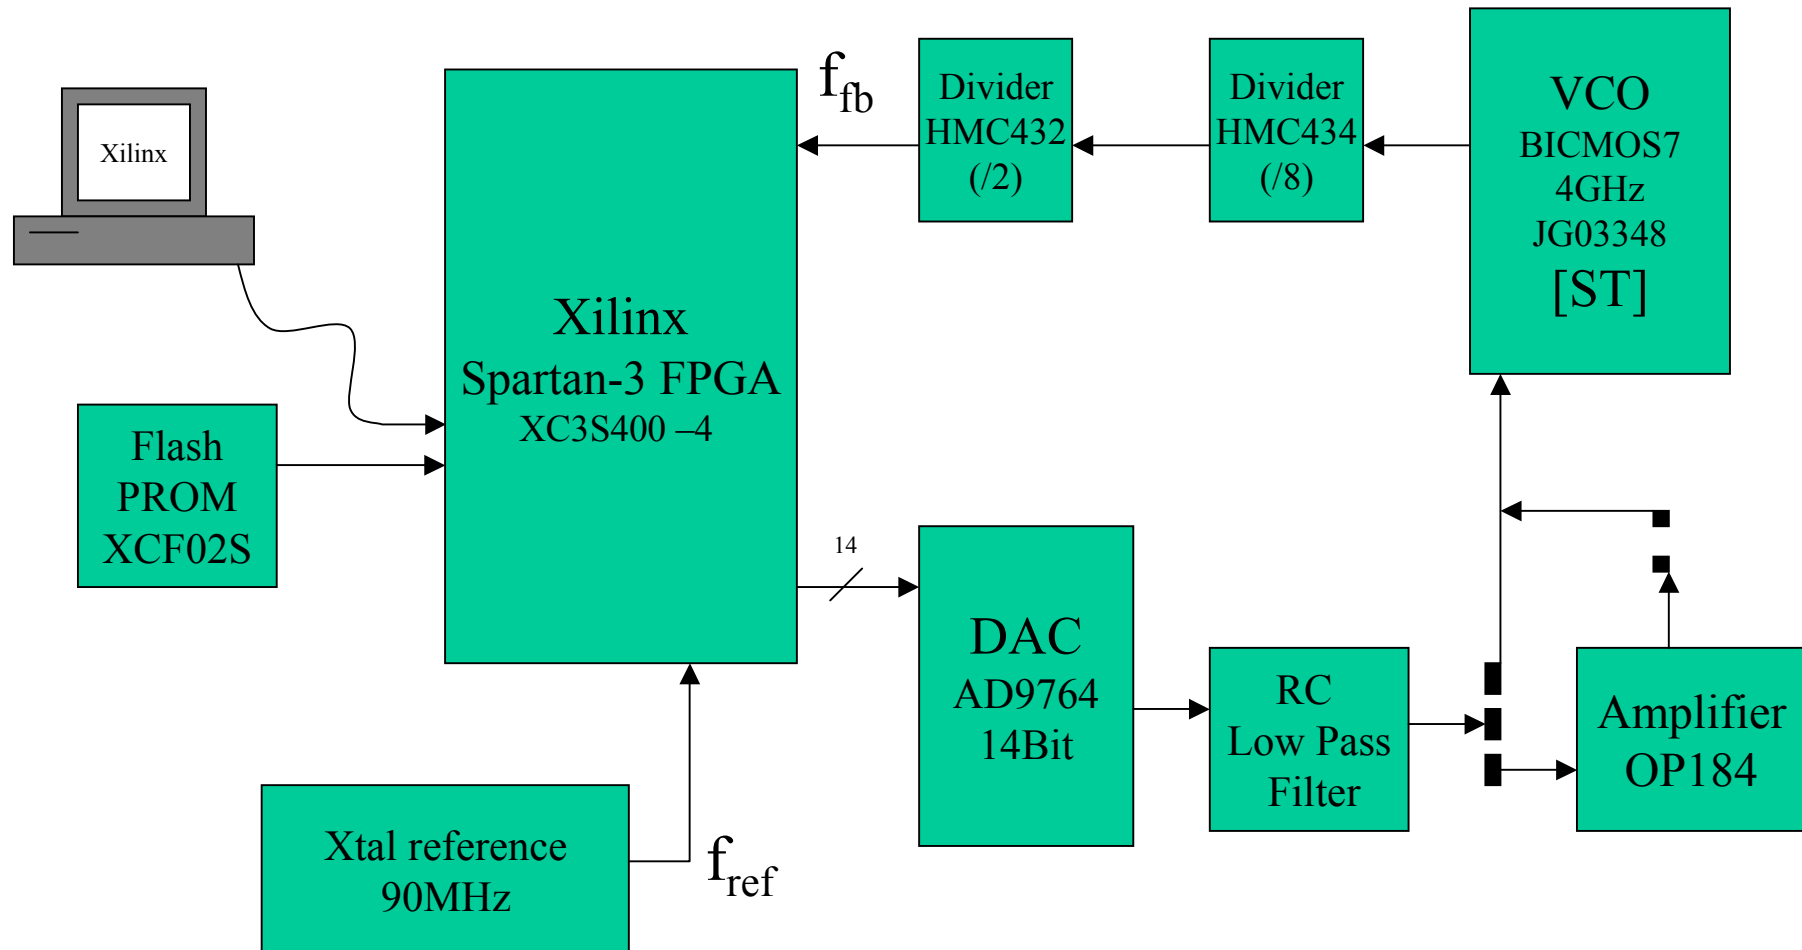 Xilinx
Flash
PROM
XCF02S
Xilinx
Spartan-3 FPGA
XC3S400 –4
Xtal reference
90MHz
f_ref
f_fb
Divider
HMC432
(/2)
Divider
HMC434
(/8)
VCO
BICMOS7
4GHz
JG03348
[ST]
14
DAC
AD9764
14Bit
RC
Low Pass
Filter
Amplifier
OP184